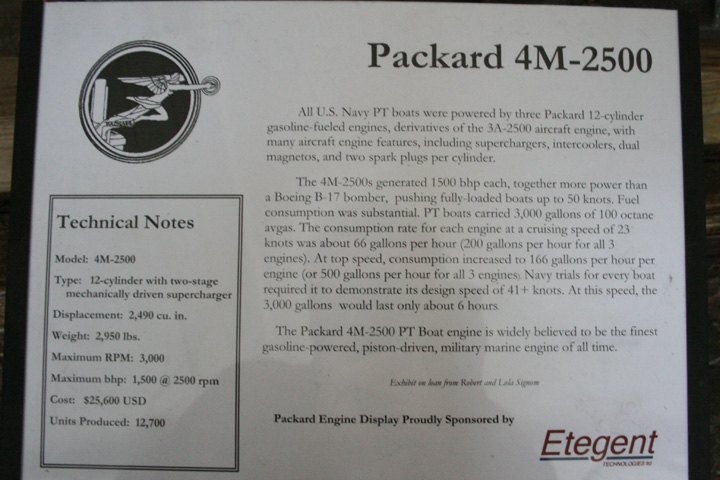 Packard 4M-2500
All U.S. Navy PT boats were powered by three Packard 12-cylinder
gasoline-fueled engines, derivatives of the 3A-2500 aircraft engine, with
many aircraft engine features, including superchargers, intercoolers, dual
magnetos, and two spark plugs per cylinder.
The 4M-2500s generated 1500 bhp each, together more power than
a Boeing B-17 bomber, pushing fully-loaded boats up to 50 knots. Fuel
consumption was substantial. PT boats carried 3,000 gallons of 100 octane
avgas. The consumption rate for each engine at a cruising speed of 23
knots was about 66 gallons per hour (200 gallons per hour for all 3
engines). At top speed, consumption increased to 166 gallons per hour per
engine (or 500 gallons per hour for all 3 engines). Navy trials for every boat
required it to demonstrate its design speed of 41+ knots. At this speed, the
3,000 gallons would last only about 6 hours.
The Packard 4M-2500 PT Boat engine is widely believed to be the finest
gasoline-powered, piston-driven, military marine engine of all time.
Exhibit on loan from Robert and Lola Sigmon
Packard Engine Display Proudly Sponsored by
Etegent
TECHNOLOGIES ltd
Technical Notes
Model: 4M-2500
Type: 12-cylinder with two-stage
mechanically driven supercharger
Displacement: 2,490 cu. in.
Weight: 2,950 lbs.
Maximum RPM: 3,000
Maximum bhp: 1,500 @ 2500 rpm
Cost: $25,600 USD
Units Produced: 12,700